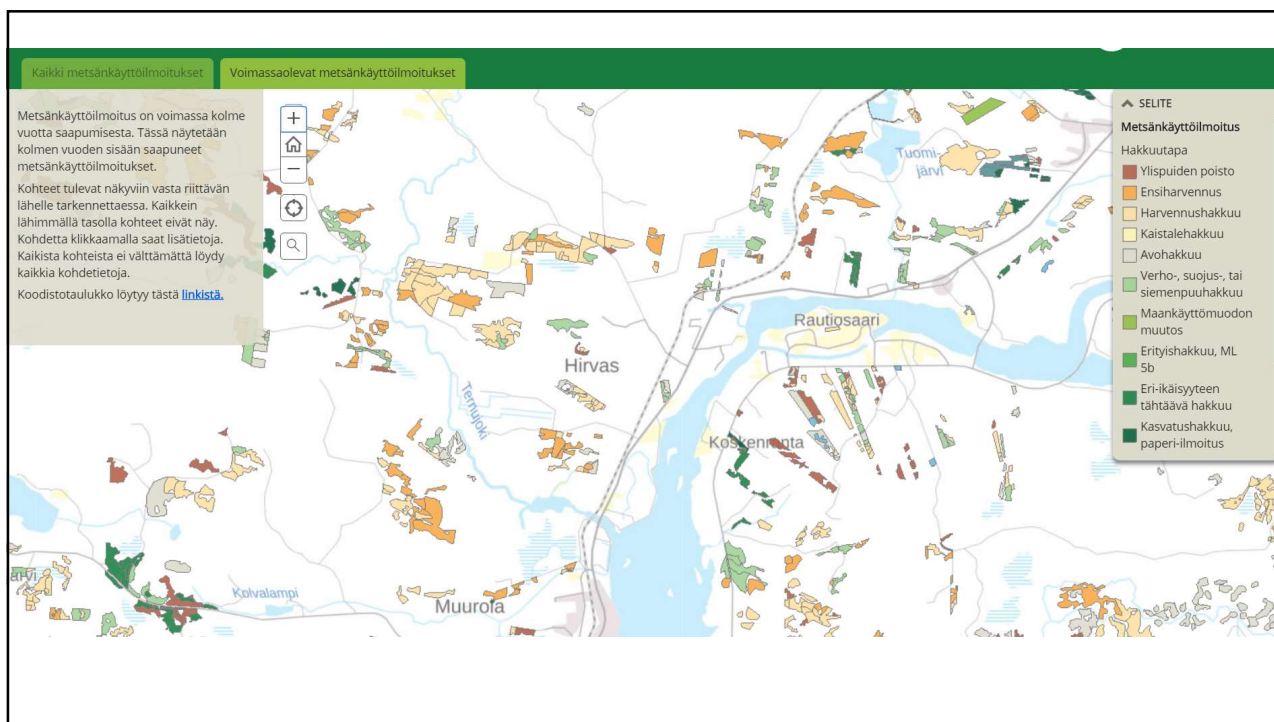 Kaikki metsänkäyttöilmoitukset
Voimassaolevat metsänkäyttöilmoitukset
Metsänkäyttöilmoitus on voimassa kolme
vuotta saapumisesta. Tässä näytetään
kolmen vuoden sisään saapuneet
metsänkäyttöilmoitukset.
Kohteet tulevat näkyviin vasta riittävän
lähelle tarkennettaessa. Kaikkein
lähimmällä tasolla kohteet eivät näy.
Kohdetta klikkaamalla saat lisätietoja.
Kaikista kohteista ei välttämättä löydy
kaikkia kohdetietoja.
Koodistotaulukko löytyy tästä linkistä.
Tuomi-
järvi
Rautiosaari
Hirvas
Ternujoki
Koskenranta
ärvi
Kolvalampi
Muurola
SELITE
Metsänkäyttöilmoitus
Hakkuutapa
Ylispuiden poisto
Ensiharvennus
Harvennushakkuu
Kaistalehakkuu
Avohakkuu
Verho-, suojus-, tai
siemenpuuhakkuu
Maankäyttömuodon
muutos
Erityishakkuu, ML
5b
Eri-ikäisyyteen
tähtäävä hakkuu
Kasvatushakkuu,
paperi-ilmoitus